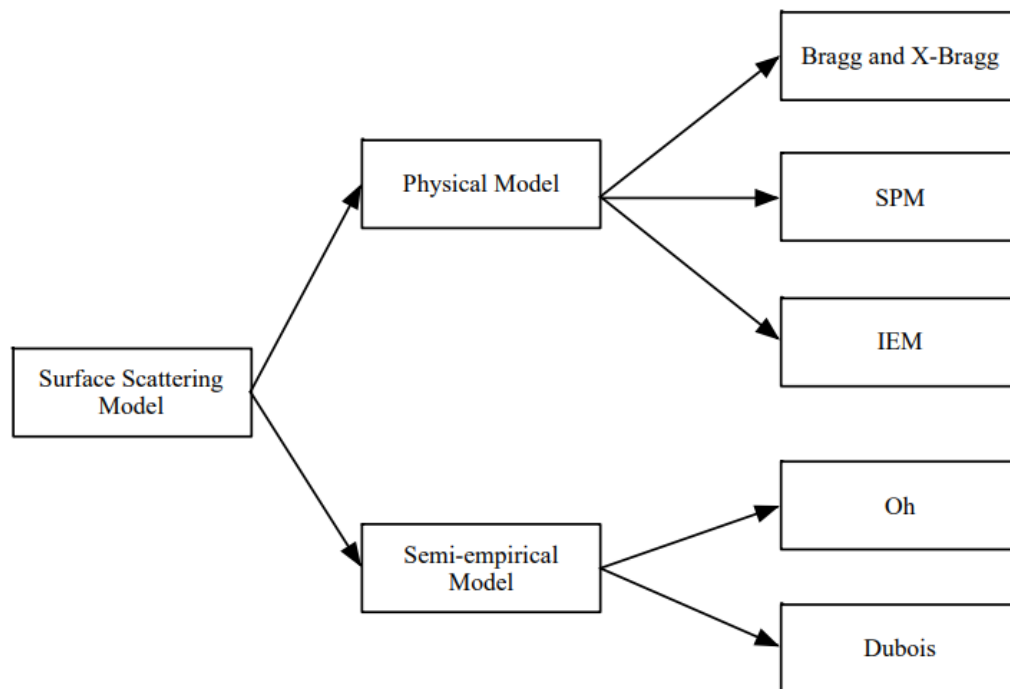 Bragg and X-Bragg
Physical Model
SPM
IEM
Surface Scattering
Model
Oh
Semi-empirical
Model
Dubois